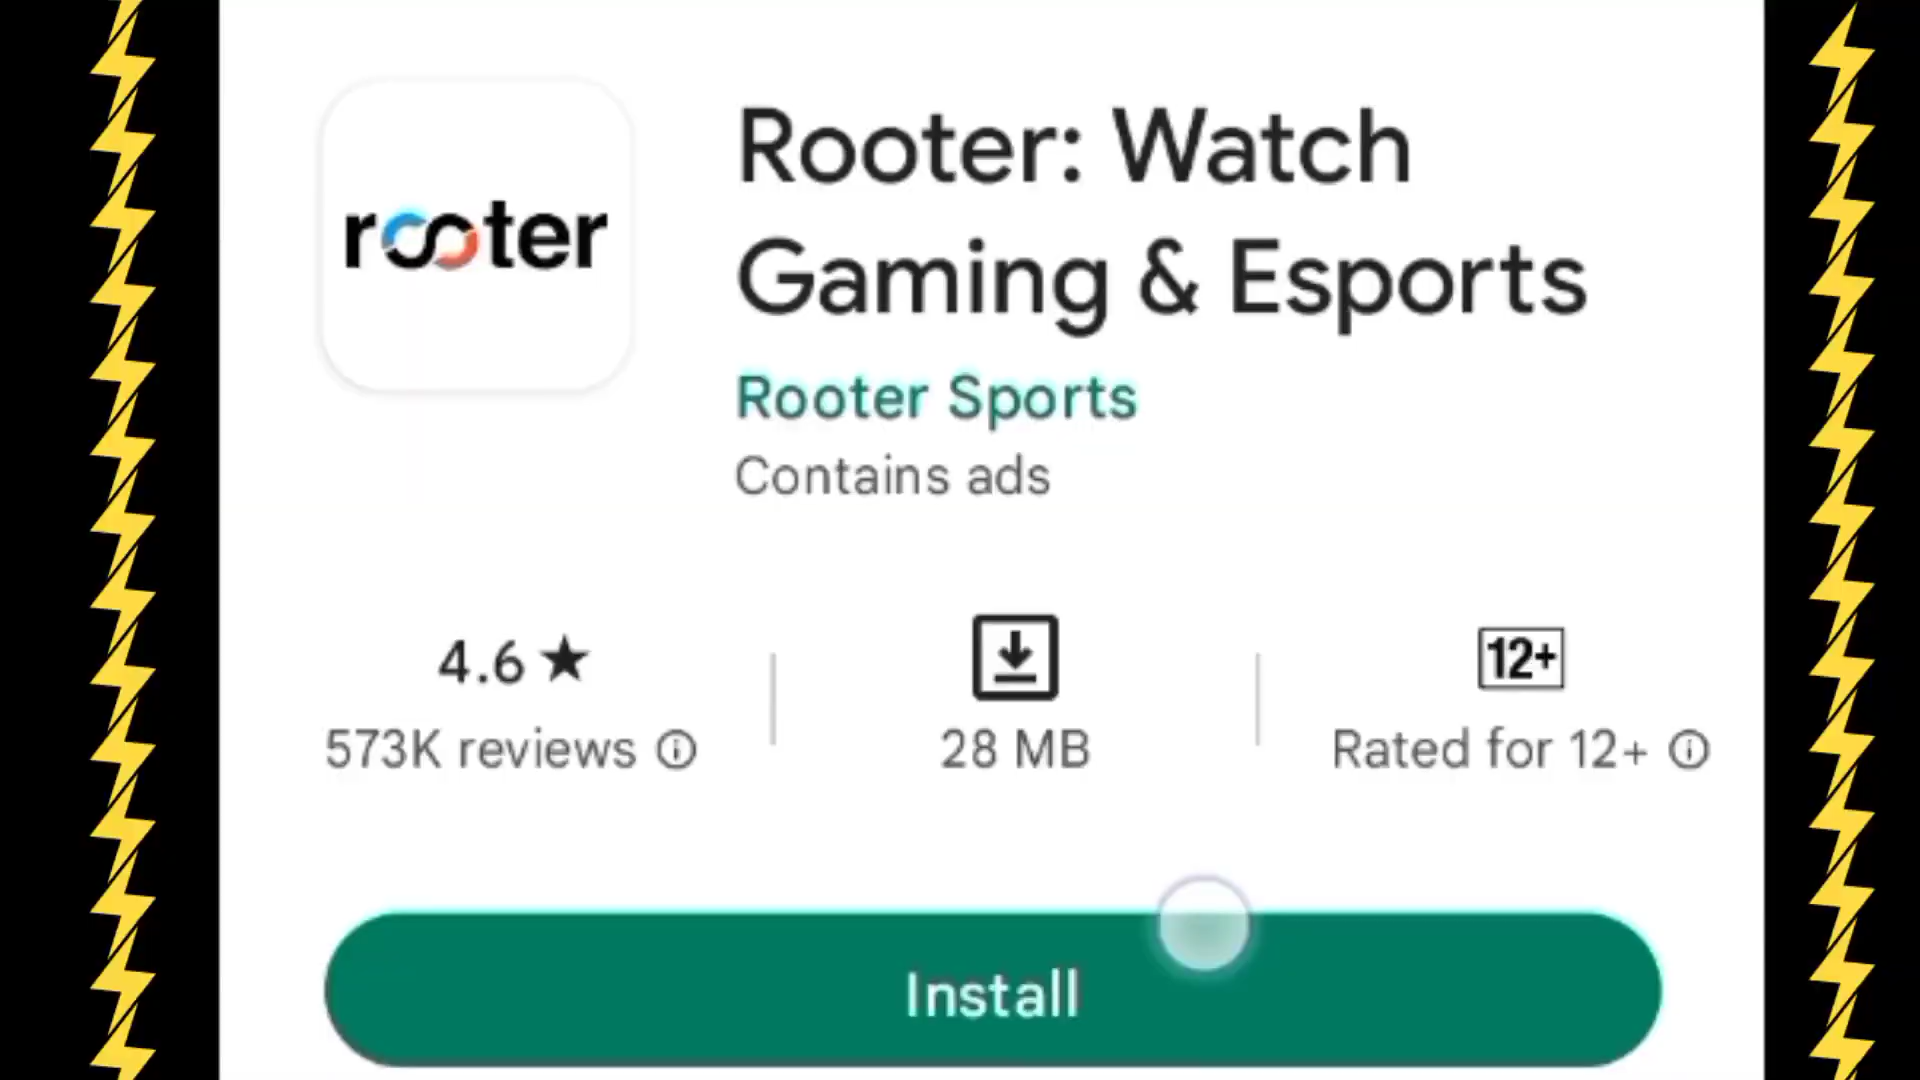 rooter
Rooter: Watch
Gaming & Esports
Rooter Sports
Contains ads
4.6 ★
573K reviews
28 MB
12+
Rated for 12+
Install